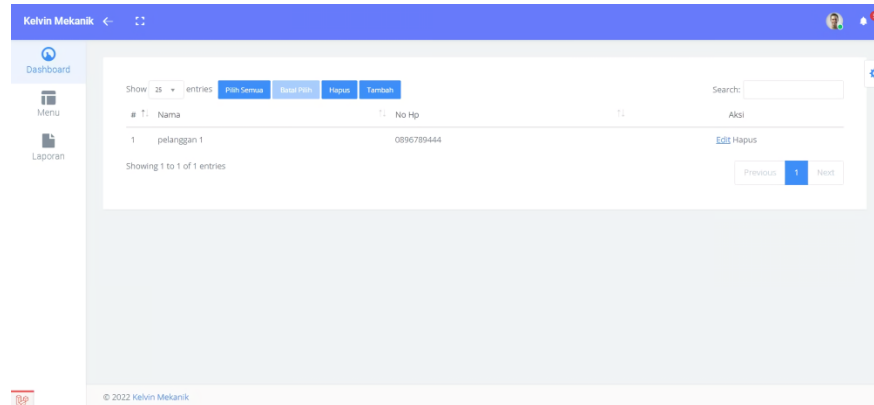 Kelvin Mekanik
Dashboard
Menu
Laporan
Show 25 entries Pilih Semua Batal Pilih Hapus Tambah Search:
# Nama No Hp Aksi
1 pelanggan 1 0896789444 Edit Hapus
Showing 1 to 1 of 1 entries
Previous 1 Next
© 2022 Kelvin Mekanik